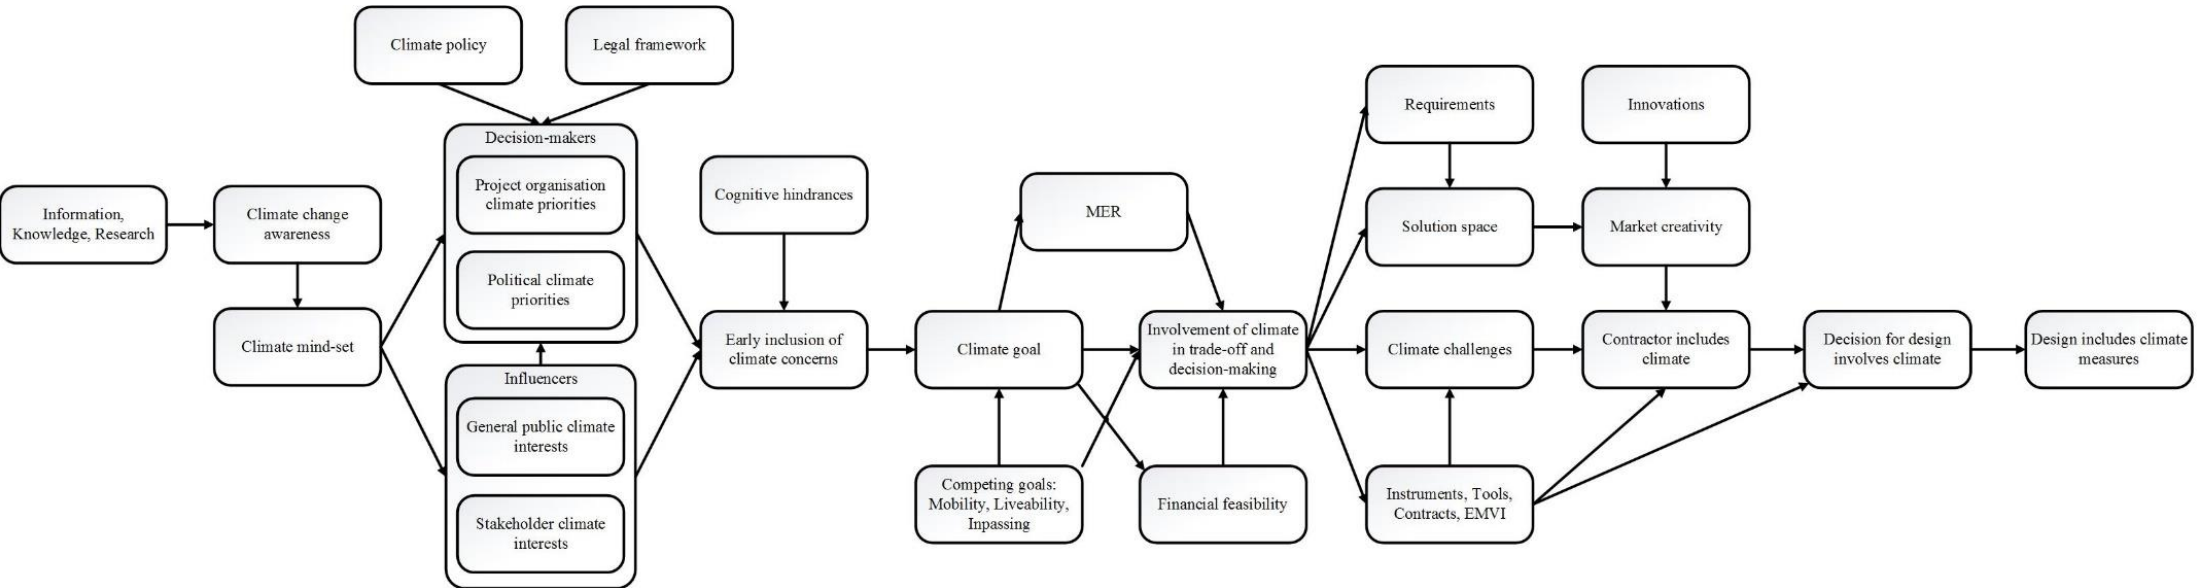 Climate policy
Legal framework
Decision-makers
Project organisation
climate priorities
Political climate
priorities
Information,
Knowledge, Research
Climate change
awareness
Climate mind-set
Influencers
General public climate
interests
Stakeholder climate
interests
Cognitive hindrances
Early inclusion of
climate concerns
Climate goal
MER
Involvement of climate
in trade-off and
decision-making
Competing goals:
Mobility, Liveability,
Inpassing
Financial feasibility
Requirements
Innovations
Solution space
Market creativity
Climate challenges
Contractor includes
climate
Decision for design
involves climate
Design includes climate
measures
Instruments, Tools,
Contracts, EMVI